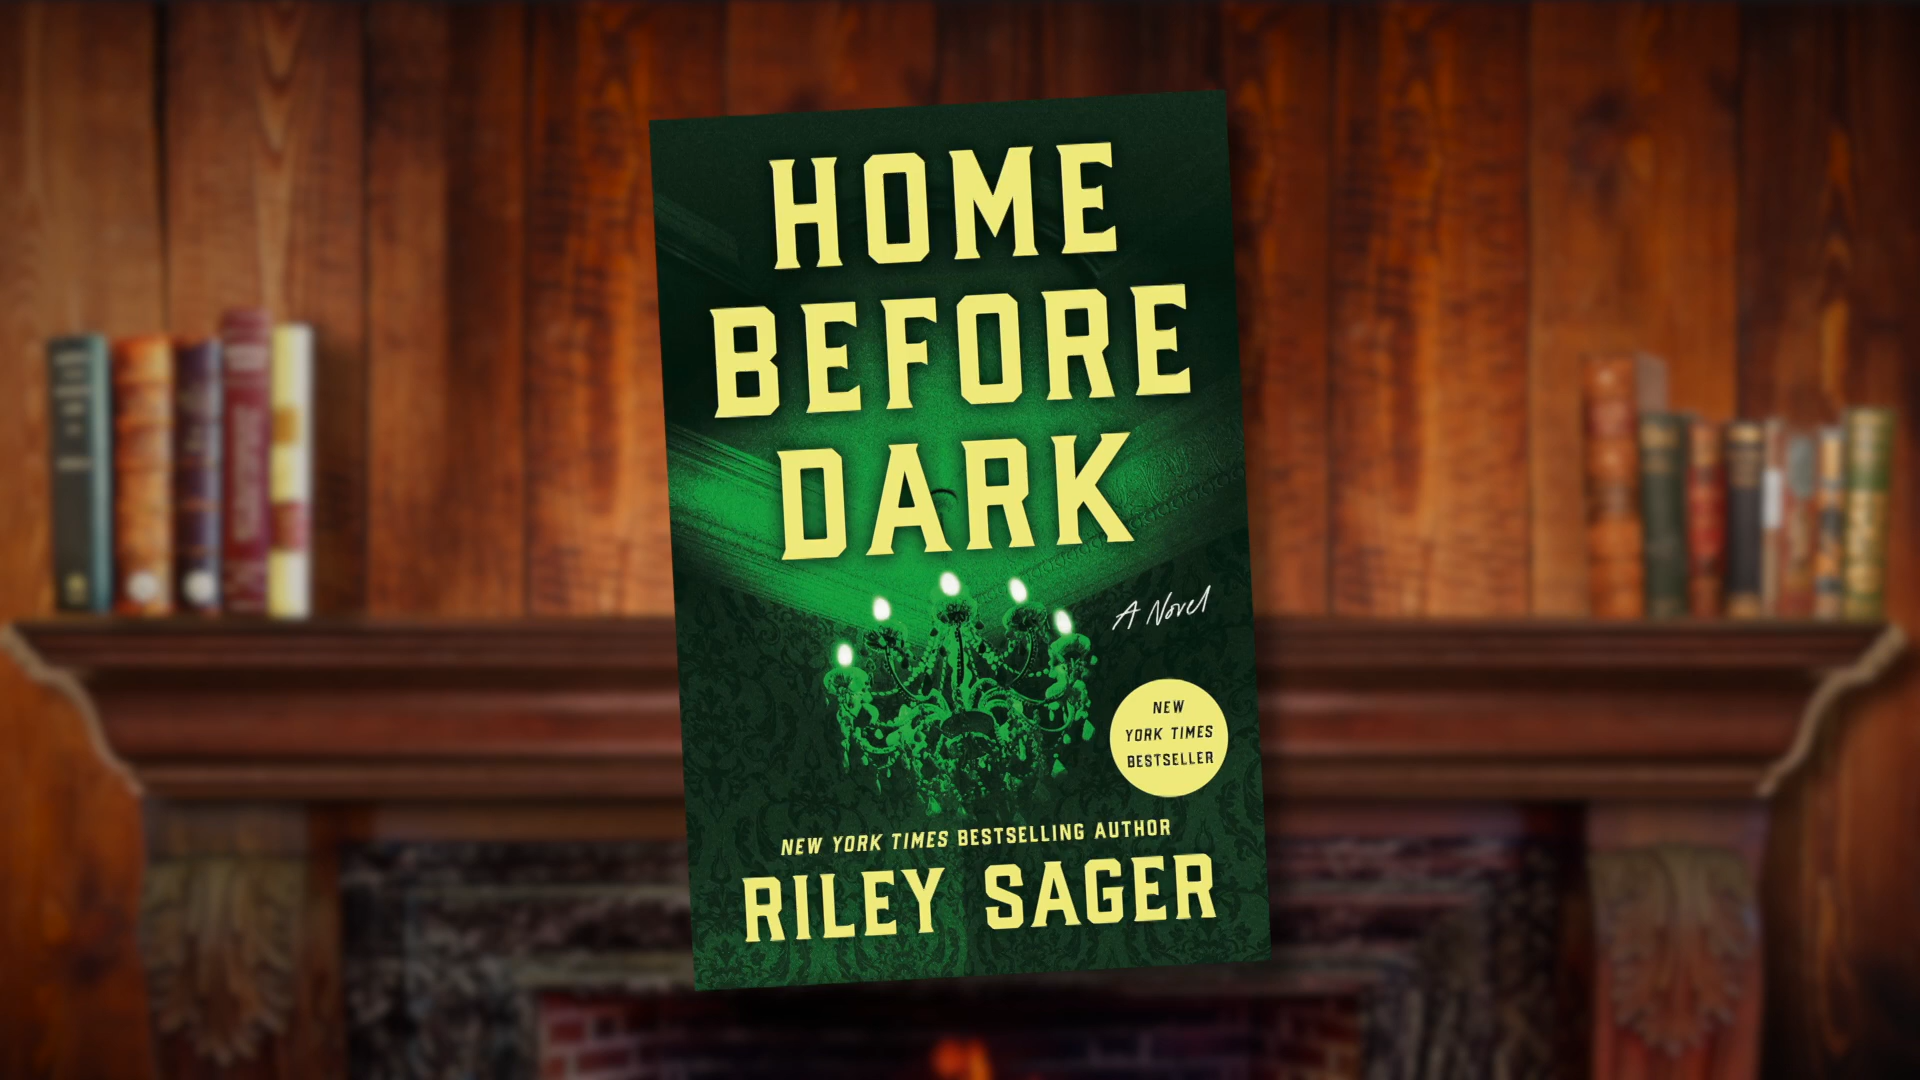 HOME
BEFORE
DARK
A Novel
NEW
YORK TIMES
BESTSELLER
NEW YORK TIMES BESTSELLING AUTHOR
RILEY SAGER